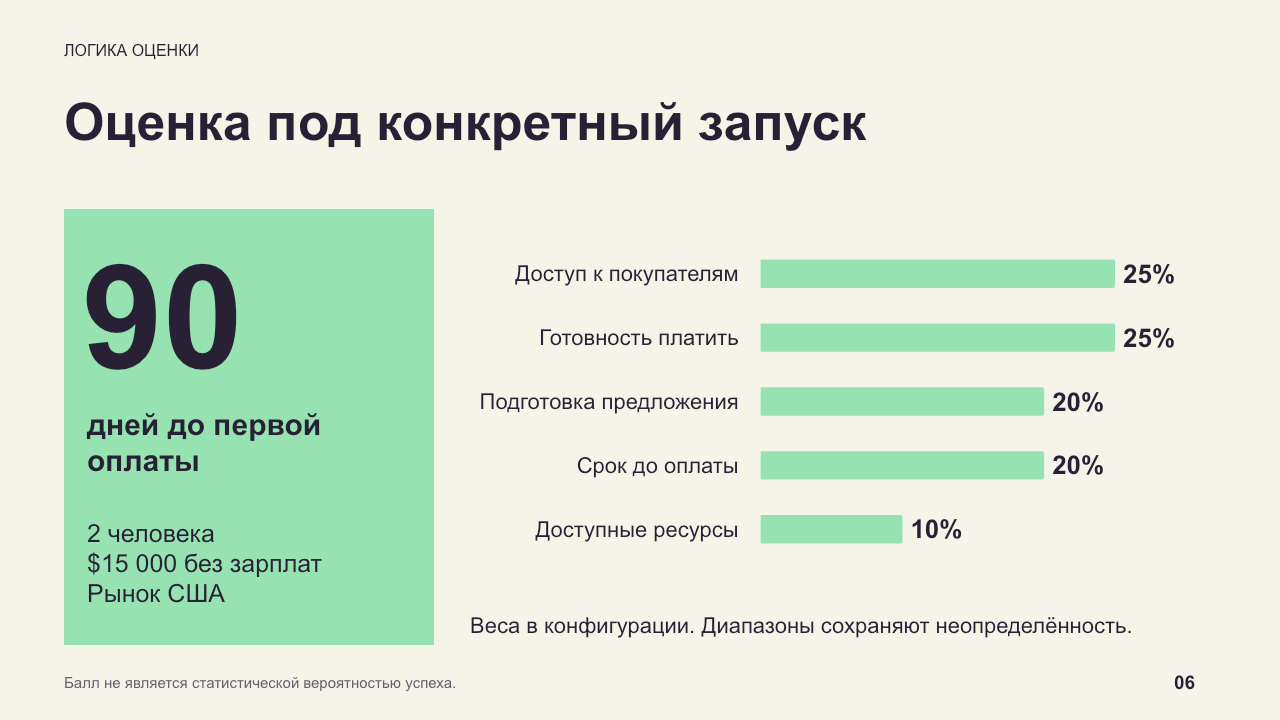 ЛОГИКА ОЦЕНКИ
Оценка под конкретный запуск
90
дней до первой
оплаты
2 человека
$15 000 без зарплат
Рынок США
Доступ к покупателям 25%
Готовность платить 25%
Подготовка предложения 20%
Срок до оплаты 20%
Доступные ресурсы 10%
Веса в конфигурации. Диапазоны сохраняют неопределённость.
Балл не является статистической вероятностью успеха.
06